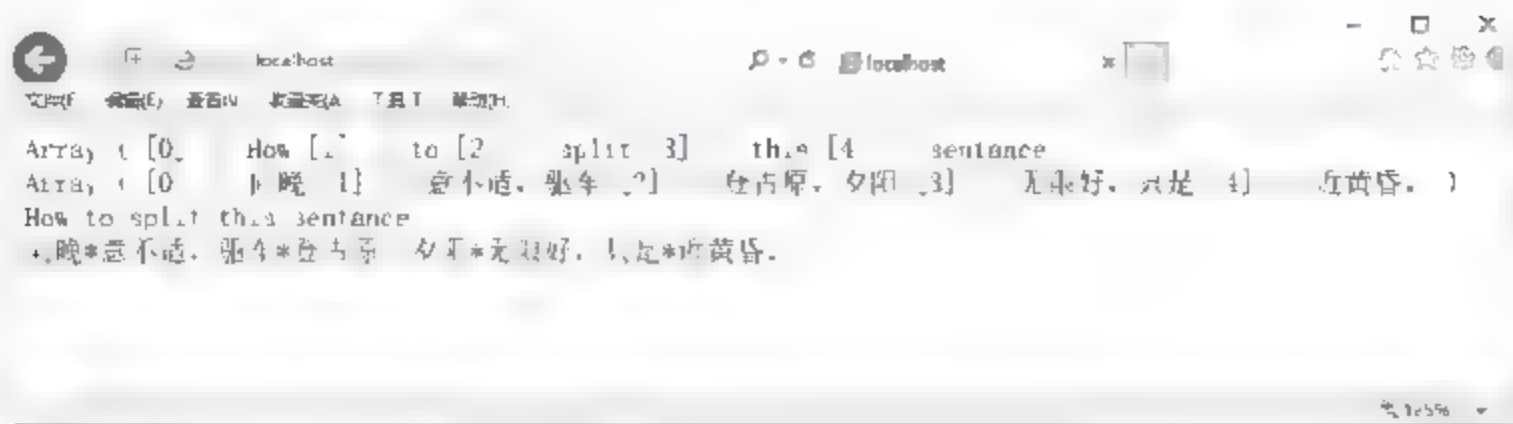 localhost localhost
文件(F) 编辑(E) 查看(V) 收藏夹(A) 工具(T) 帮助(H)
Array ( [0] How [1] to [2] split [3] this [4] sentance
Array ( [0] 晚 [1] 意不适，驱车 [2] 登古原。夕阳 [3] 无限好，只是 [4] 近黄昏。 )
How to split this sentance
晚*意不适，驱车*登古原 夕阳*无限好，只是*近黄昏。
125%